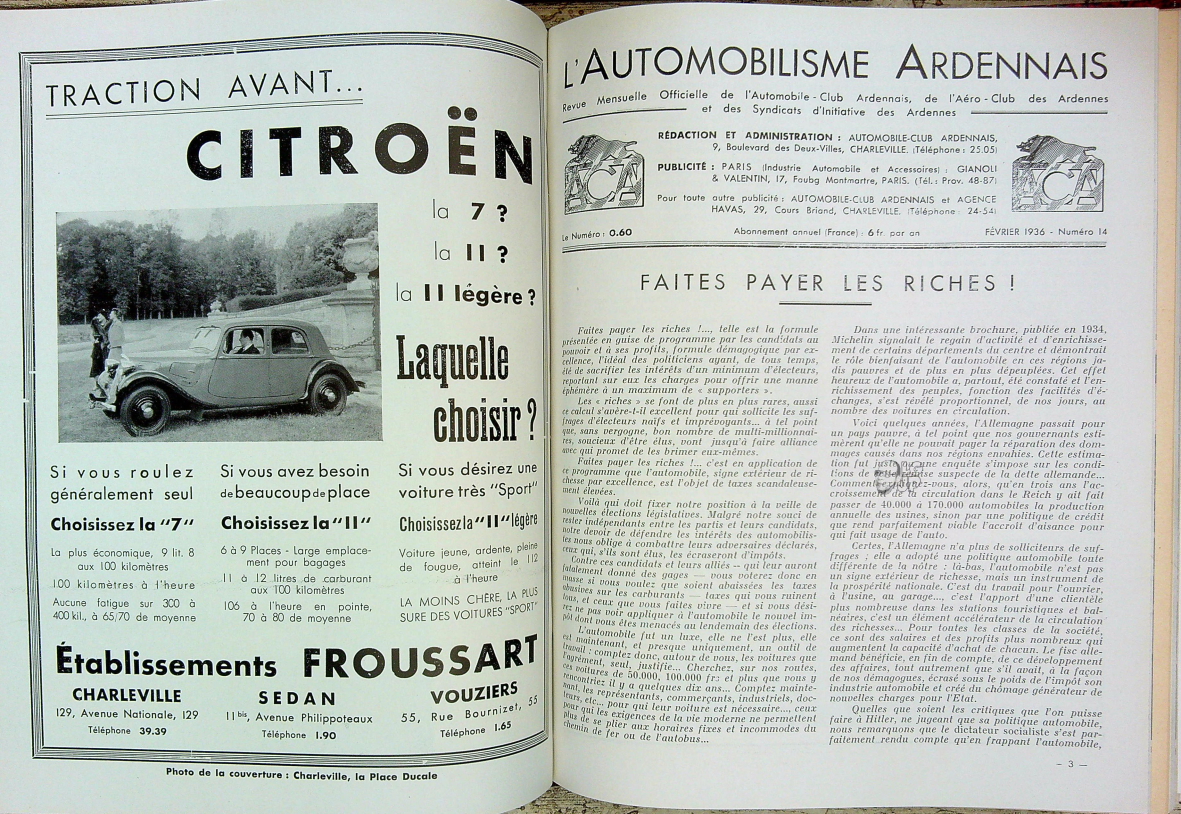 TRACTION AVANT...
CITROËN
la 7 ?
la 11 ?
la 11 légère ?
Laquelle
choisir ?
Si vous roulez
généralement seul
Choisissez la "7"
La plus économique, 9 lit. 8
aux 100 kilomètres
100 kilomètres à l'heure
Aucune fatigue sur 300 à
400 kil., à 65/70 de moyenne
Si vous avez besoin
de beaucoup de place
Choisissez la "11"
6 à 9 Places - Large emplace-
ment pour bagages
11 à 12 litres de carburant
aux 100 kilomètres
106 à l'heure en pointe,
70 à 80 de moyenne
Si vous désirez une
voiture très "Sport"
Choisissez la "11" légère
Voiture jeune, ardente, pleine
de fougue, atteint le 112
à l'heure
LA MOINS CHÈRE, LA PLUS
SURE DES VOITURES "SPORT"
Établissements FROUSSART
CHARLEVILLE
129, Avenue Nationale, 129
Téléphone 39.39
SEDAN
11 bis, Avenue Philippoteaux
Téléphone 1.90
VOUZIERS
55, Rue Bournizet, 55
Téléphone 1.65
Photo de la couverture : Charleville, la Place Ducale
L'AUTOMOBILISME ARDENNAIS
Revue Mensuelle Officielle de l'Automobile-Club Ardennais, de l'Aéro-Club des Ardennes
et des Syndicats d'Initiative des Ardennes
RÉDACTION ET ADMINISTRATION : AUTOMOBILE-CLUB ARDENNAIS,
9, Boulevard des Deux-Villes, CHARLEVILLE. (Téléphone : 25.05)
PUBLICITÉ : PARIS (Industrie Automobile et Accessoires) : GIANOLI
& VALENTIN, 17, Faubg Montmartre, PARIS. (Tél. : Prov. 48-87)
Pour toute autre publicité : AUTOMOBILE-CLUB ARDENNAIS et AGENCE
HAVAS, 29, Cours Briand, CHARLEVILLE. (Téléphone : 24-54)
ACA
ACA
Le Numéro : 0.60
Abonnement annuel (France) : 6 fr. par an
FÉVRIER 1936 - Numéro 14
FAITES PAYER LES RICHES !
Faites payer les riches !..., telle est la formule
présentée en guise de programme par les candidats au
pouvoir et à ses profits, formule démagogique par ex-
cellence, l'idéal des politiciens ayant, de tous temps,
été de sacrifier les intérêts d'un minimum d'électeurs,
reportant sur eux les charges pour offrir une manne
éphémère à un maximum de « supporters ».
Les « riches » se font de plus en plus rares, aussi
ce calcul s'avère-t-il excellent pour qui sollicite les suf-
frages d'électeurs naïfs et imprévoyants... à tel point
que, sans vergogne, bon nombre de multi-millionnai-
res, soucieux d'être élus, vont jusqu'à faire alliance
avec qui promet de les brimer eux-mêmes.
Faites payer les riches !... c'est en application de
ce programme que l'automobile, signe extérieur de ri-
chesse par excellence, est l'objet de taxes scandaleuse-
ment élevées.
Voilà qui doit fixer notre position à la veille de
nouvelles élections législatives. Malgré notre souci de
rester indépendants entre les partis et leurs candidats,
notre devoir de défendre les intérêts des automobilis-
tes nous oblige à combattre leurs adversaires déclarés,
ceux qui, s'ils sont élus, les écraseront d'impôts.
Contre ces candidats et leurs alliés -- qui leur auront
fatalement donné des gages — vous voterez donc en
masse si vous voulez que soient abaissées les taxes
abusives sur les carburants — taxes qui vous ruinent
tous, et ceux que vous faites vivre — et si vous dési-
rez ne pas voir appliquer à l'automobile le nouvel im-
pôt dont vous êtes menacés au lendemain des élections.
L'automobile fut un luxe, elle ne l'est plus, elle
est maintenant, et presque uniquement, un outil de
travail : comptez donc, autour de vous, les voitures que
l'agrément, seul, justifie... Cherchez, sur nos routes,
ces voitures de 50.000, 100.000 fr: et plus que vous y
rencontriez il y a quelques dix ans... Comptez mainte-
nant, les représentants, commerçants, industriels, doc-
teurs, etc... pour qui leur voiture est nécessaire..., ceux
pour qui les exigences de la vie moderne ne permettent
plus de se plier aux horaires fixes et incommodes du
chemin de fer ou de l'autobus...
Dans une intéressante brochure, publiée en 1934,
Michelin signalait le regain d'activité et d'enrichisse-
ment de certains départements du centre et démontrait
le rôle bienfaisant de l'automobile en ces régions ja-
dis pauvres et de plus en plus dépeuplées. Cet effet
heureux de l'automobile a, partout, été constaté et l'en-
richissement des peuples, fonction des facilités d'é-
changes, s'est révélé proportionnel, de nos jours, au
nombre des voitures en circulation.
Voici quelques années, l'Allemagne passait pour
un pays pauvre, à tel point que nos gouvernants esti-
mèrent qu'elle ne pouvait payer la réparation des dom-
mages causés dans nos régions envahies. Cette estima-
tion fut juste une enquête s'impose sur les condi-
tions de suspecte de la dette allemande...
Comment -vous, alors, qu'en trois ans l'ac-
croissement de la circulation dans le Reich y ait fait
passer de 40.000 à 170.000 automobiles la production
annuelle des usines, sinon par une politique de crédit
que rend parfaitement viable l'accroît d'aisance pour
qui fait usage de l'auto.
Certes, l'Allemagne n'a plus de solliciteurs de suf-
frages ; elle a adopté une politique automobile toute
différente de la nôtre : là-bas, l'automobile n'est pas
un signe extérieur de richesse, mais un instrument de
la prospérité nationale. C'est du travail pour l'ouvrier,
à l'usine, au garage..., c'est l'apport d'une clientèle
plus nombreuse dans les stations touristiques et bal-
néaires, c'est un élément accélérateur de la circulation
des richesses... Pour toutes les classes de la société,
ce sont des salaires et des profits plus nombreux qui
augmentent la capacité d'achat de chacun. Le fisc alle-
mand bénéficie, en fin de compte, de ce développement
des affaires, tout autrement que s'il avait, à la façon
de nos démagogues, écrasé sous le poids de l'impôt son
industrie automobile et créé du chômage générateur de
nouvelles charges pour l'Etat.
Quelles que soient les critiques que l'on puisse
faire à Hitler, ne jugeant que sa politique automobile,
nous remarquons que le dictateur socialiste s'est par-
faitement rendu compte qu'en frappant l'automobile,
— 3 —